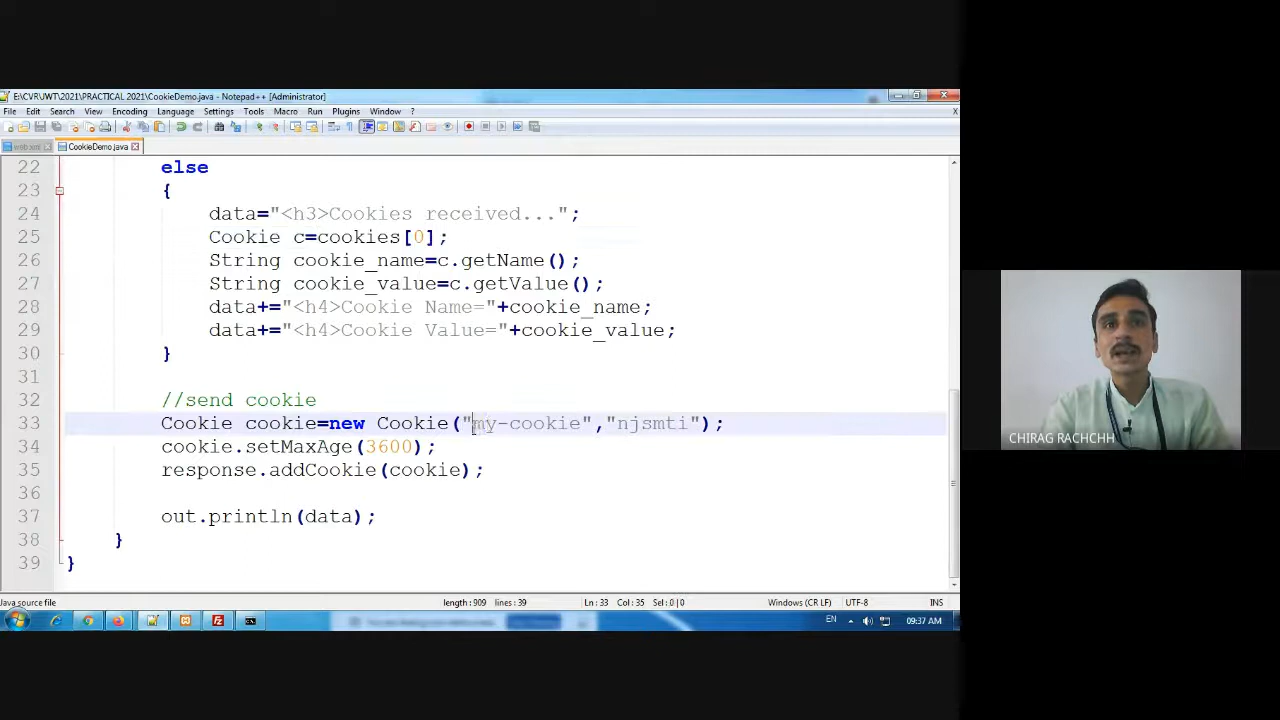 E:\CVR\JWT\2021\PRACTICAL 2021\CookieDemo.java - Notepad++ [Administrator]
File Edit Search View Encoding Language Settings Tools Macro Run Plugins Window ? X
web.xml CookieDemo.java
22 else
23 {
24 data="<h3>Cookies received...";
25 Cookie c=cookies[0];
26 String cookie_name=c.getName();
27 String cookie_value=c.getValue();
28 data+="<h4>Cookie Name="+cookie_name;
29 data+="<h4>Cookie Value="+cookie_value;
30 }
31
32 //send cookie
33 Cookie cookie=new Cookie("my-cookie","njsmti");
34 cookie.setMaxAge(3600);
35 response.addCookie(cookie);
36
37 out.println(data);
38 }
39 }
CHIRAG RACHCHH
Java source file length : 909 lines : 39 Ln : 33 Col : 35 Sel : 0 | 0 Windows (CR LF) UTF-8 INS
EN 09:37 AM